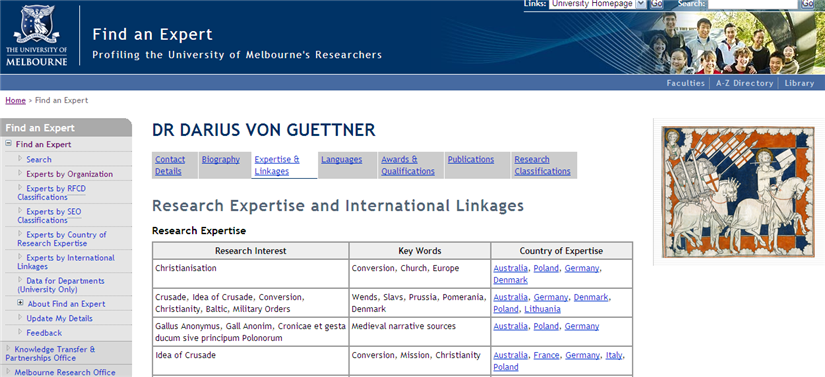 Links: University Homepage Go Search: Go
THE UNIVERSITY OF
MELBOURNE
Find an Expert
Profiling the University of Melbourne's Researchers
Faculties A-Z Directory Library
Home > Find an Expert
Find an Expert
Find an Expert
Search
Experts by Organization
Experts by RFCD
Classifications
Experts by SEO
Classifications
Experts by Country of
Research Expertise
Experts by International
Linkages
Data for Departments
(University Only)
About Find an Expert
Update My Details
Feedback
Knowledge Transfer &
Partnerships Office
Melbourne Research Office
DR DARIUS VON GUETTNER
Contact Biography Expertise & Languages Awards & Publications Research
Details Linkages Qualifications Classifications
Research Expertise and International Linkages
Research Expertise
Research Interest Key Words Country of Expertise
Christianisation Conversion, Church, Europe Australia, Poland, Germany,
Denmark
Crusade, Idea of Crusade, Conversion, Wends, Slavs, Prussia, Pomerania, Australia, Germany, Denmark,
Christianity, Baltic, Military Orders Denmark Poland, Lithuania
Gallus Anonymus, Gall Anonim, Cronicae et gesta Medieval narrative sources Australia, Poland, Germany
ducum sive principum Polonorum
Idea of Crusade Conversion, Mission, Christianity Australia, France, Germany, Italy,
Poland